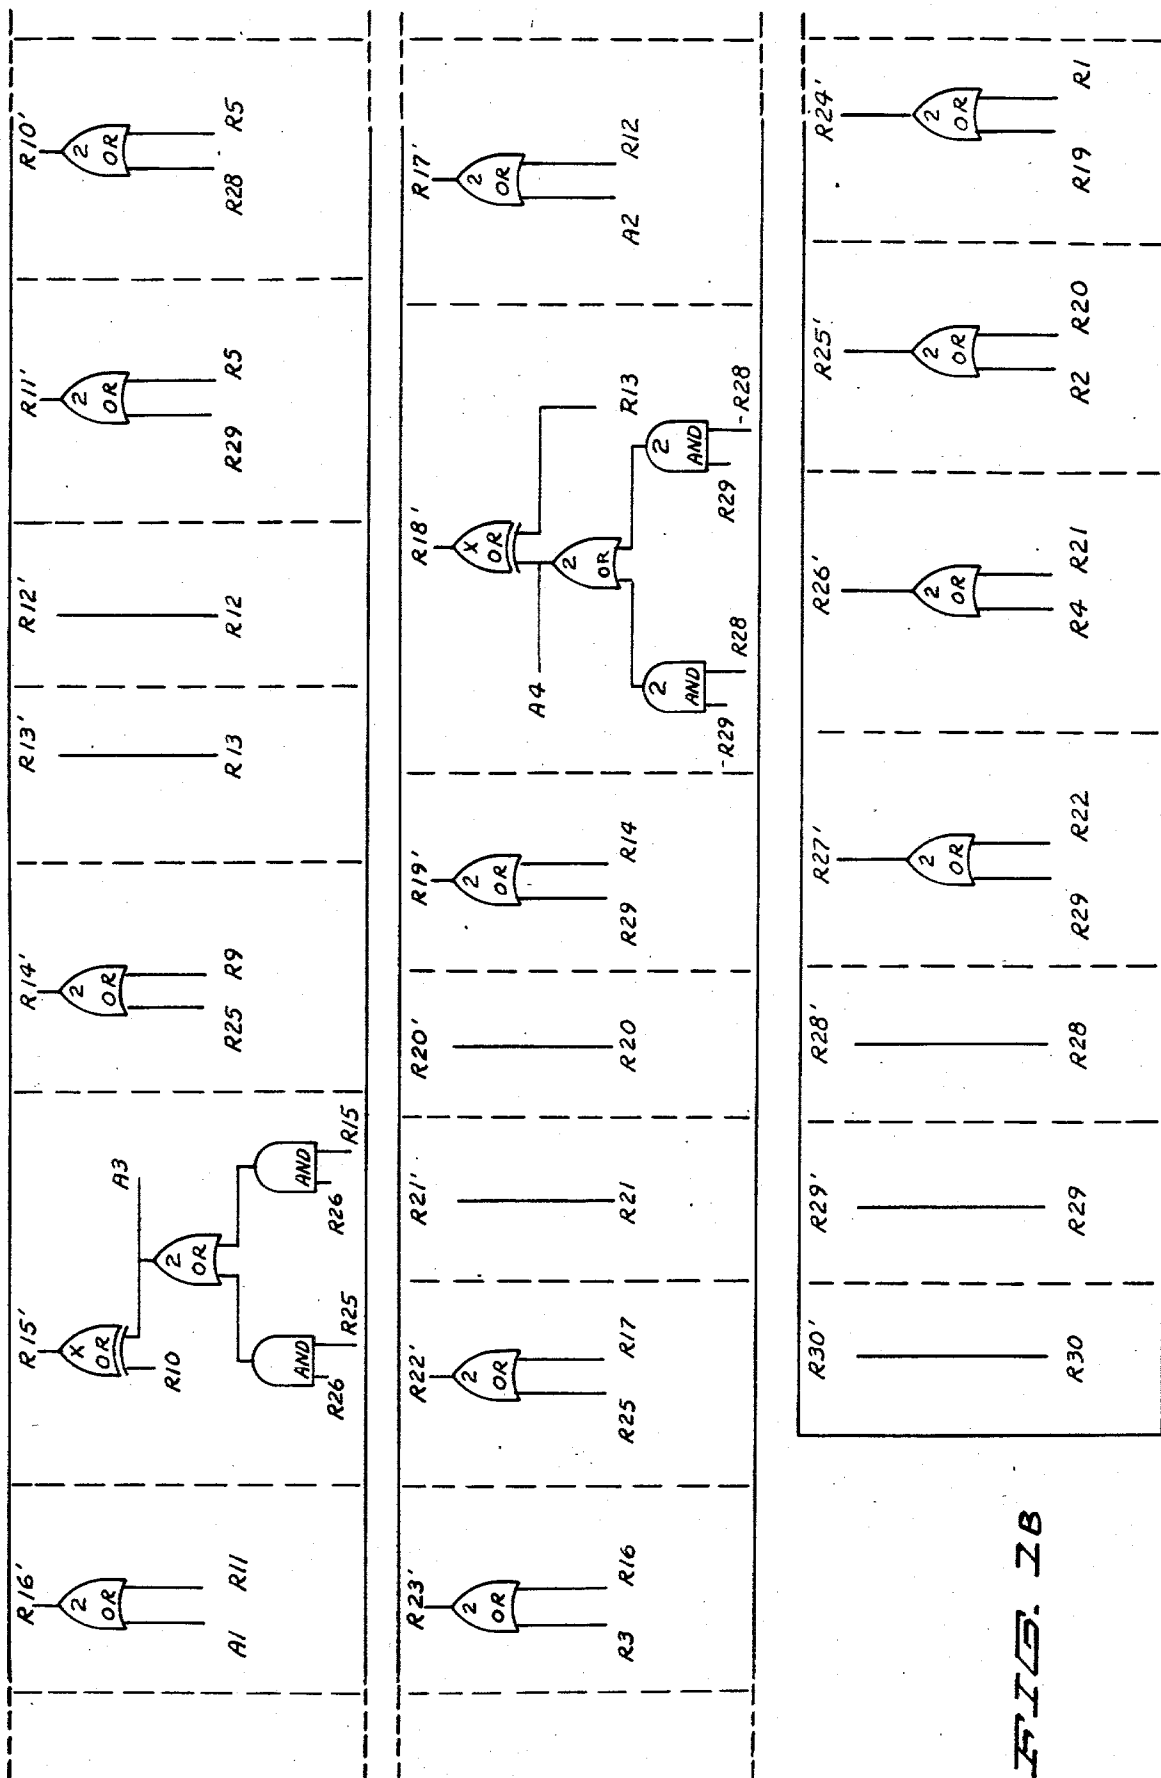 R16'
2
OR
A1
R11
R15'
X
OR
R10
A3
2
OR
AND
R26
R25
AND
R26
R15
R14'
2
OR
R25
R9
R13'
R13
R12'
R12
R11'
2
OR
R29
R5
R10'
2
OR
R28
R5
R23'
2
OR
R3
R16
R22'
2
OR
R25
R17
R21'
R21
R20'
R20
R19'
2
OR
R29
R14
R18'
X
OR
A4
R13
2
OR
2
AND
-R29
R28
2
AND
R29
-R28
R17'
2
OR
A2
R12
R30'
R30
R29'
R29
R28'
R28
R27'
2
OR
R29
R22
R26'
2
OR
R4
R21
R25'
2
OR
R2
R20
R24'
2
OR
R19
R1
FIG. 2B